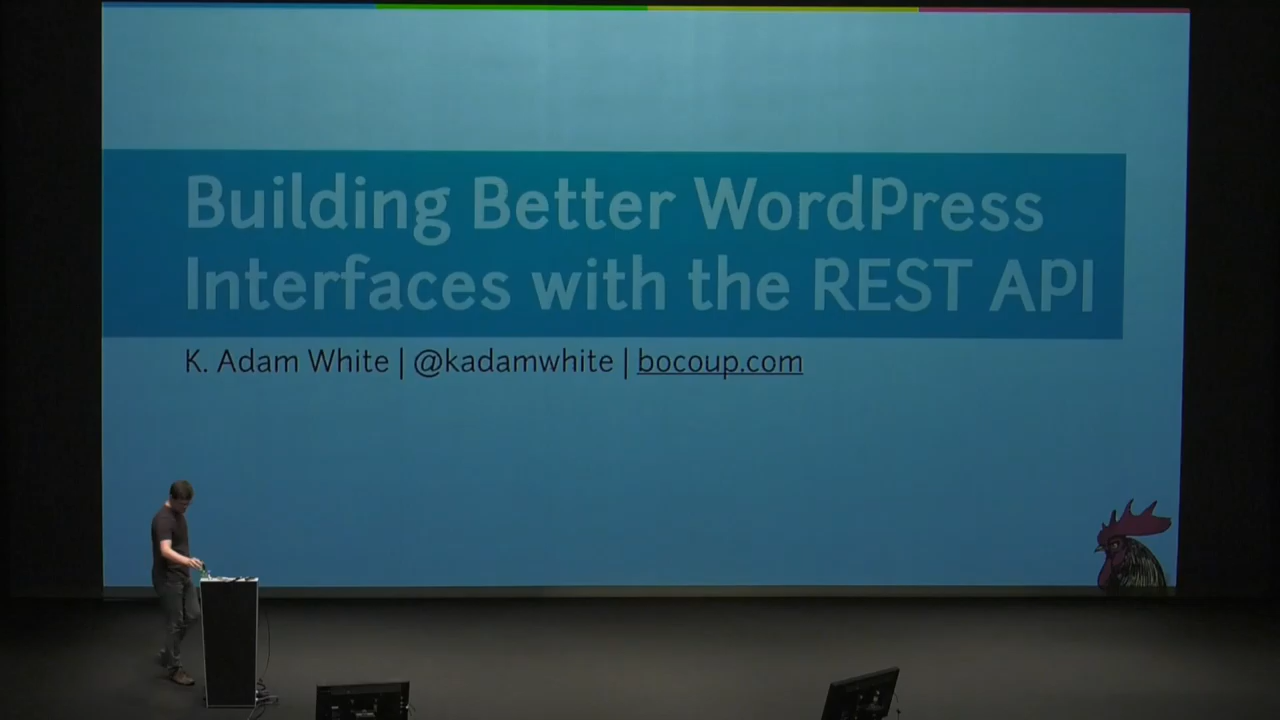 Building Better WordPress
Interfaces with the REST API
K. Adam White | @kadamwhite | bocoup.com